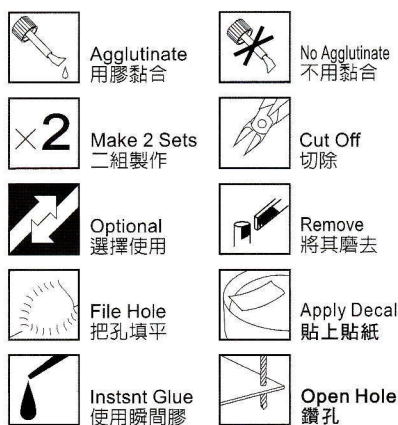 Agglutinate
用膠黏合
No Agglutinate
不用黏合
×2
Make 2 Sets
二組製作
Cut Off
切除
Optional
選擇使用
Remove
將其磨去
File Hole
把孔填平
Apply Decal
貼上貼紙
Instsnt Glue
使用瞬間膠
Open Hole
鑽孔